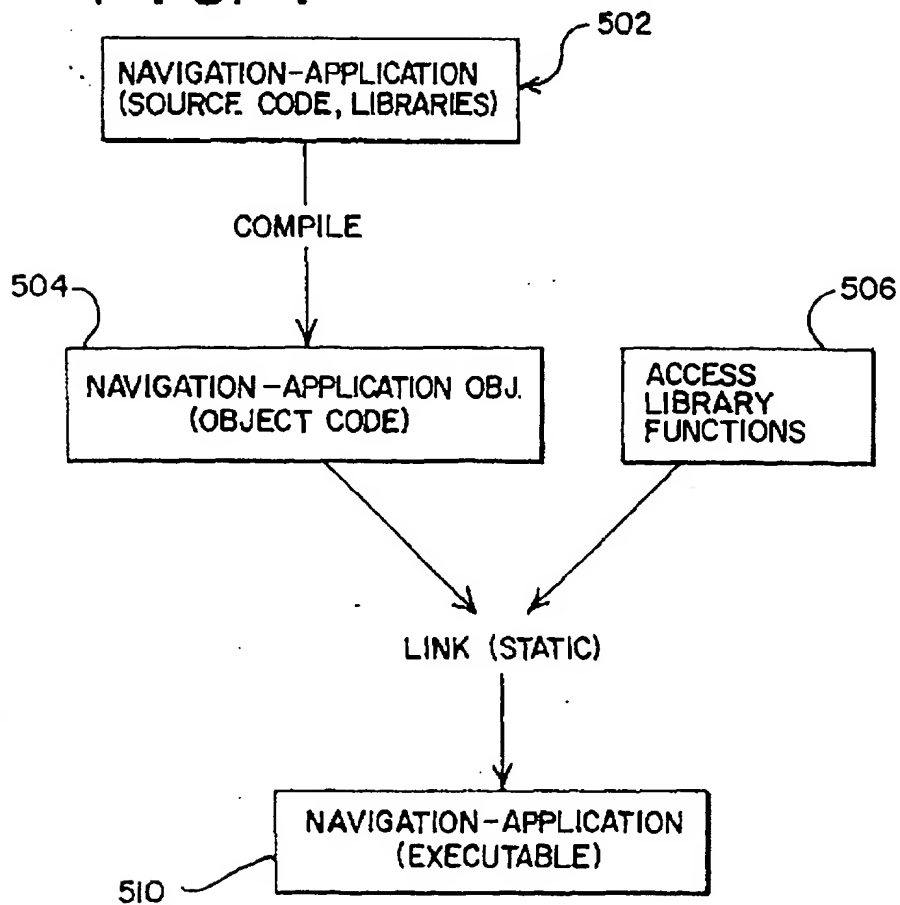 502
NAVIGATION-APPLICATION
(SOURCE CODE, LIBRARIES)
COMPILE
504
506
NAVIGATION-APPLICATION OBJ.
(OBJECT CODE)
ACCESS
LIBRARY
FUNCTIONS
LINK (STATIC)
NAVIGATION-APPLICATION
(EXECUTABLE)
510